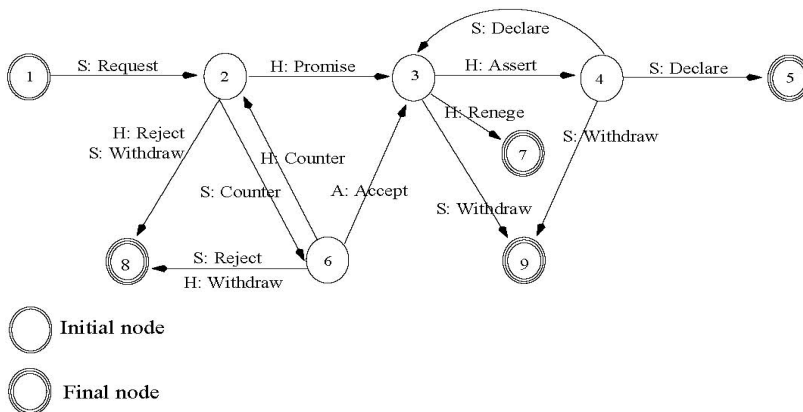 S: Declare
1
S: Request
2
H: Promise
3
H: Assert
4
S: Declare
5
H: Renege
H: Reject
S: Withdraw
7
S: Withdraw
H: Counter
S: Counter
A: Accept
S: Withdraw
8
S: Reject
H: Withdraw
6
9
Initial node
Final node